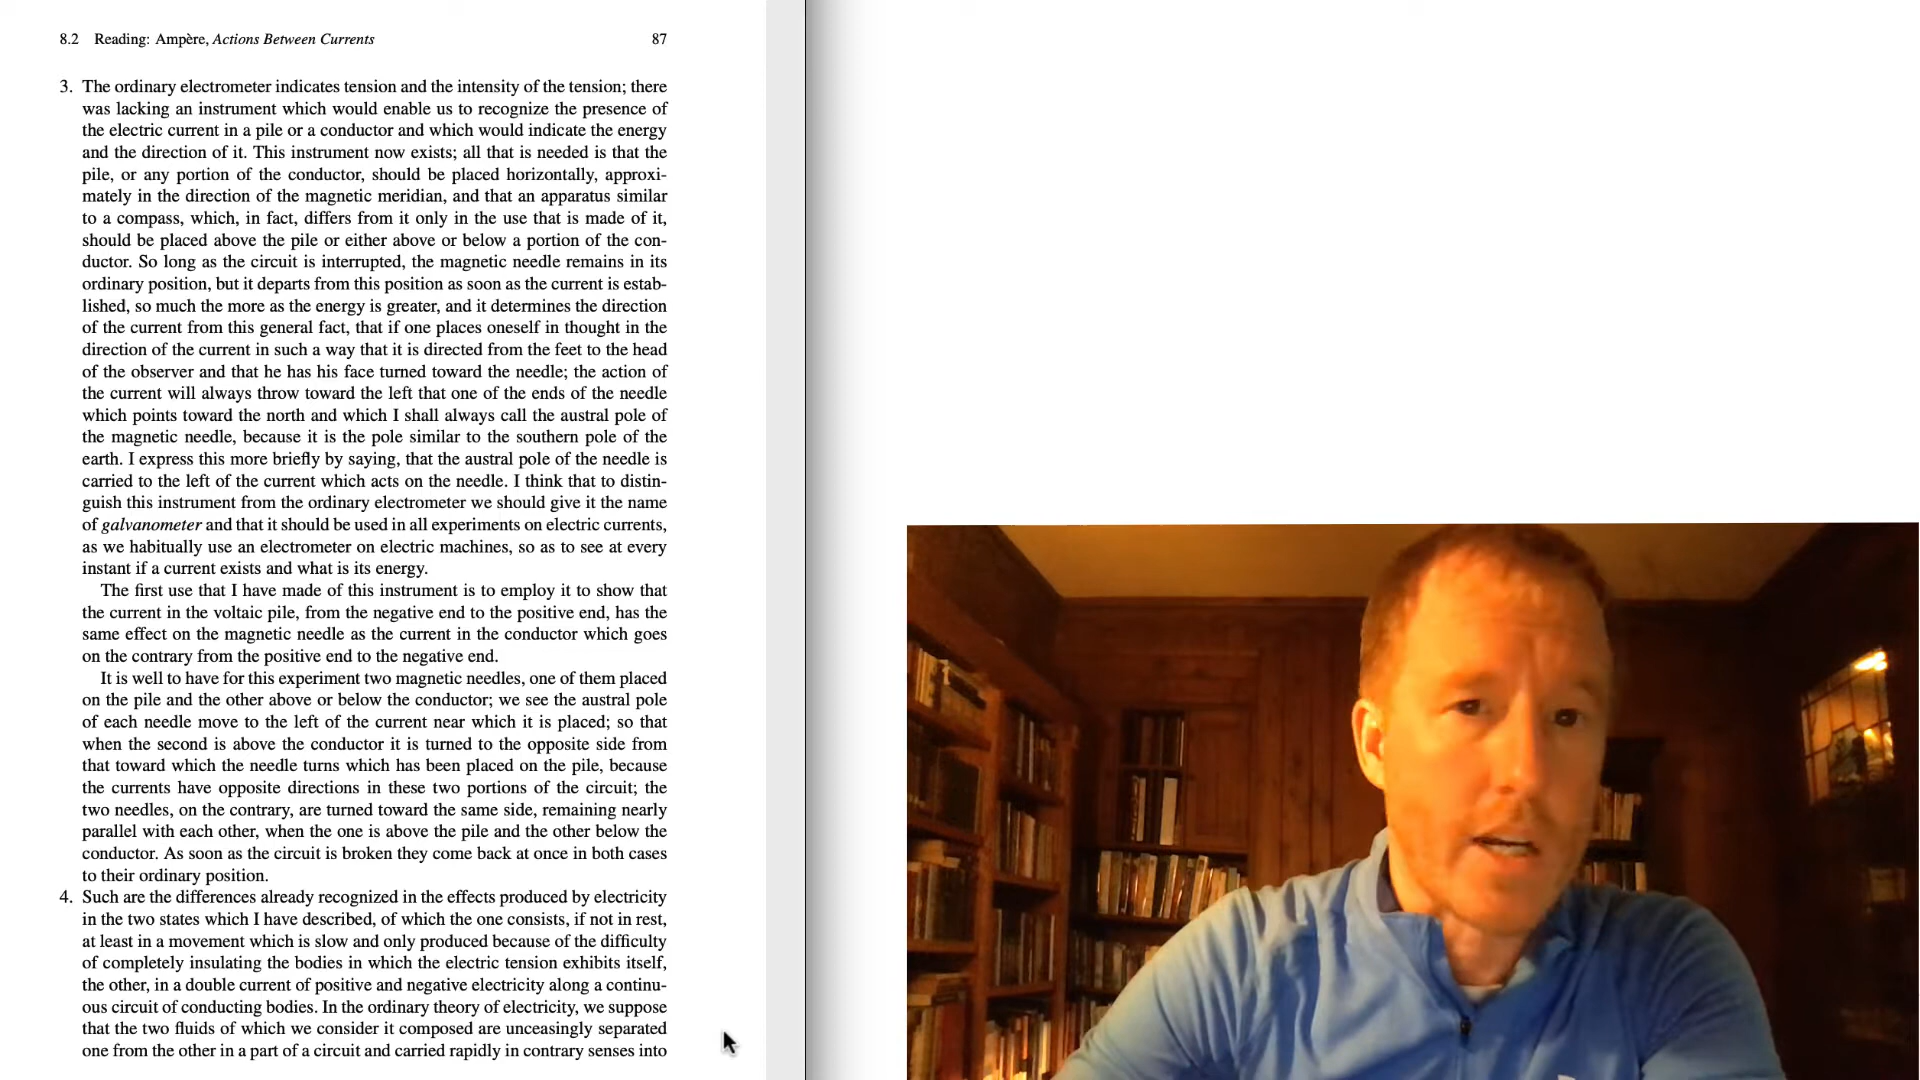 8.2 Reading: Ampère, Actions Between Currents 87
3. The ordinary electrometer indicates tension and the intensity of the tension; there
was lacking an instrument which would enable us to recognize the presence of
the electric current in a pile or a conductor and which would indicate the energy
and the direction of it. This instrument now exists; all that is needed is that the
pile, or any portion of the conductor, should be placed horizontally, approxi-
mately in the direction of the magnetic meridian, and that an apparatus similar
to a compass, which, in fact, differs from it only in the use that is made of it,
should be placed above the pile or either above or below a portion of the con-
ductor. So long as the circuit is interrupted, the magnetic needle remains in its
ordinary position, but it departs from this position as soon as the current is estab-
lished, so much the more as the energy is greater, and it determines the direction
of the current from this general fact, that if one places oneself in thought in the
direction of the current in such a way that it is directed from the feet to the head
of the observer and that he has his face turned toward the needle; the action of
the current will always throw toward the left that one of the ends of the needle
which points toward the north and which I shall always call the austral pole of
the magnetic needle, because it is the pole similar to the southern pole of the
earth. I express this more briefly by saying, that the austral pole of the needle is
carried to the left of the current which acts on the needle. I think that to distin-
guish this instrument from the ordinary electrometer we should give it the name
of galvanometer and that it should be used in all experiments on electric currents,
as we habitually use an electrometer on electric machines, so as to see at every
instant if a current exists and what is its energy.
The first use that I have made of this instrument is to employ it to show that
the current in the voltaic pile, from the negative end to the positive end, has the
same effect on the magnetic needle as the current in the conductor which goes
on the contrary from the positive end to the negative end.
It is well to have for this experiment two magnetic needles, one of them placed
on the pile and the other above or below the conductor; we see the austral pole
of each needle move to the left of the current near which it is placed; so that
when the second is above the conductor it is turned to the opposite side from
that toward which the needle turns which has been placed on the pile, because
the currents have opposite directions in these two portions of the circuit; the
two needles, on the contrary, are turned toward the same side, remaining nearly
parallel with each other, when the one is above the pile and the other below the
conductor. As soon as the circuit is broken they come back at once in both cases
to their ordinary position.
4. Such are the differences already recognized in the effects produced by electricity
in the two states which I have described, of which the one consists, if not in rest,
at least in a movement which is slow and only produced because of the difficulty
of completely insulating the bodies in which the electric tension exhibits itself,
the other, in a double current of positive and negative electricity along a continu-
ous circuit of conducting bodies. In the ordinary theory of electricity, we suppose
that the two fluids of which we consider it composed are unceasingly separated
one from the other in a part of a circuit and carried rapidly in contrary senses into